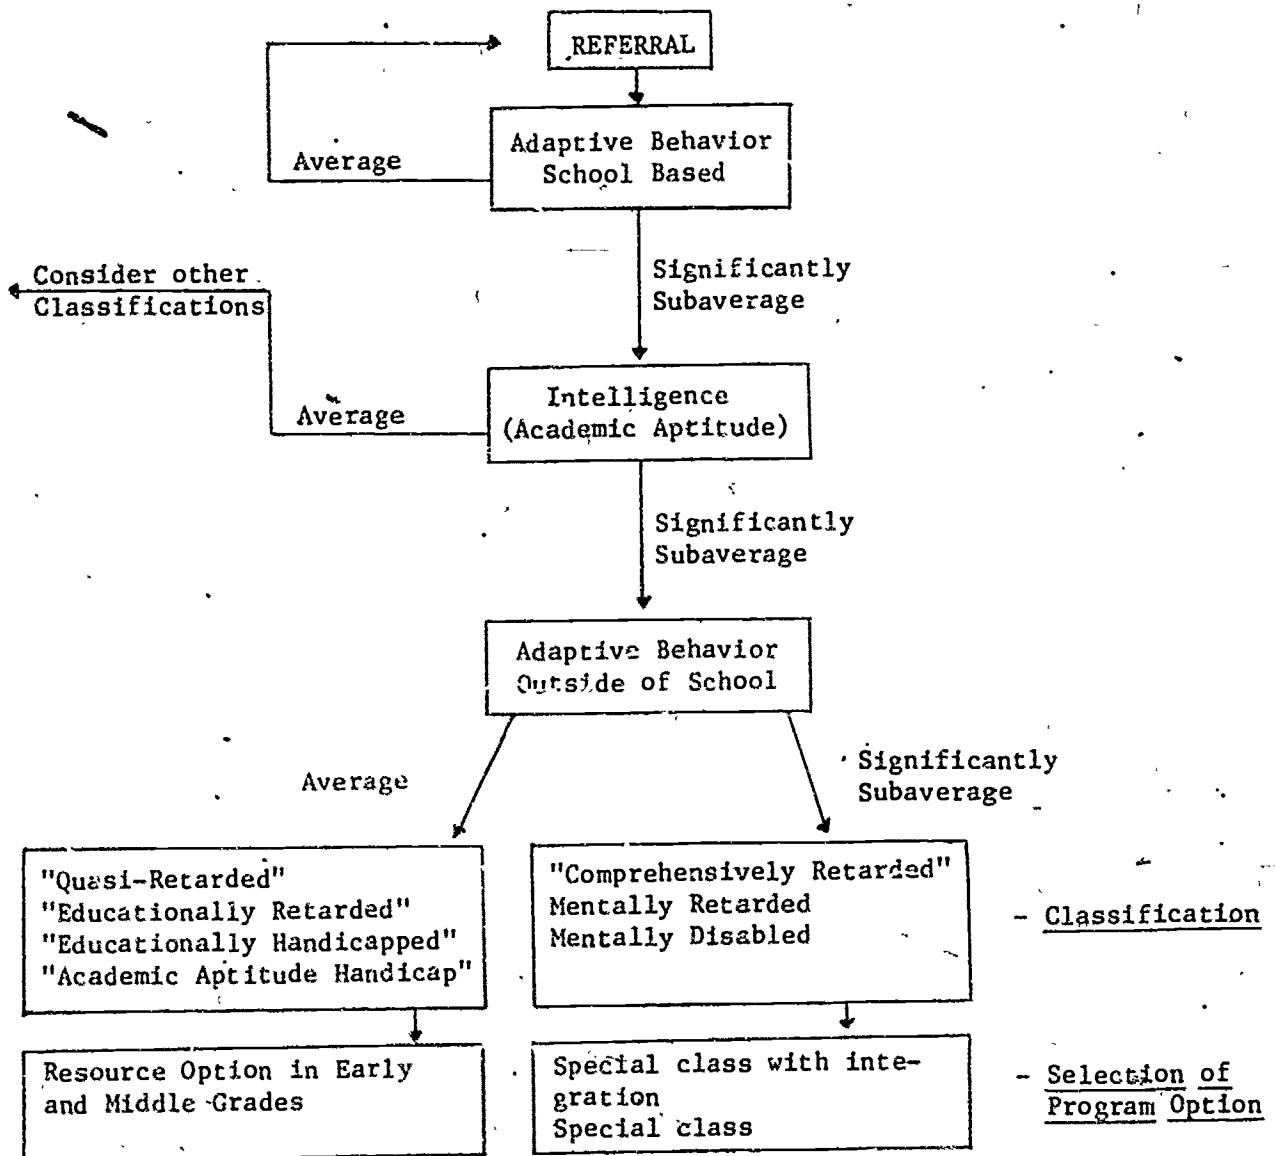 REFERRAL
Adaptive Behavior
School Based
Average
Significantly
Subaverage
Consider other
Classifications
Intelligence
(Academic Aptitude)
Average
Significantly
Subaverage
Adaptive Behavior
Outside of School
Average
Significantly
Subaverage
"Quasi-Retarded"
"Educationally Retarded"
"Educationally Handicapped"
"Academic Aptitude Handicap"
"Comprehensively Retarded"
Mentally Retarded
Mentally Disabled
- Classification
Resource Option in Early
and Middle Grades
Special class with inte-
gration
Special class
- Selection of
Program Option